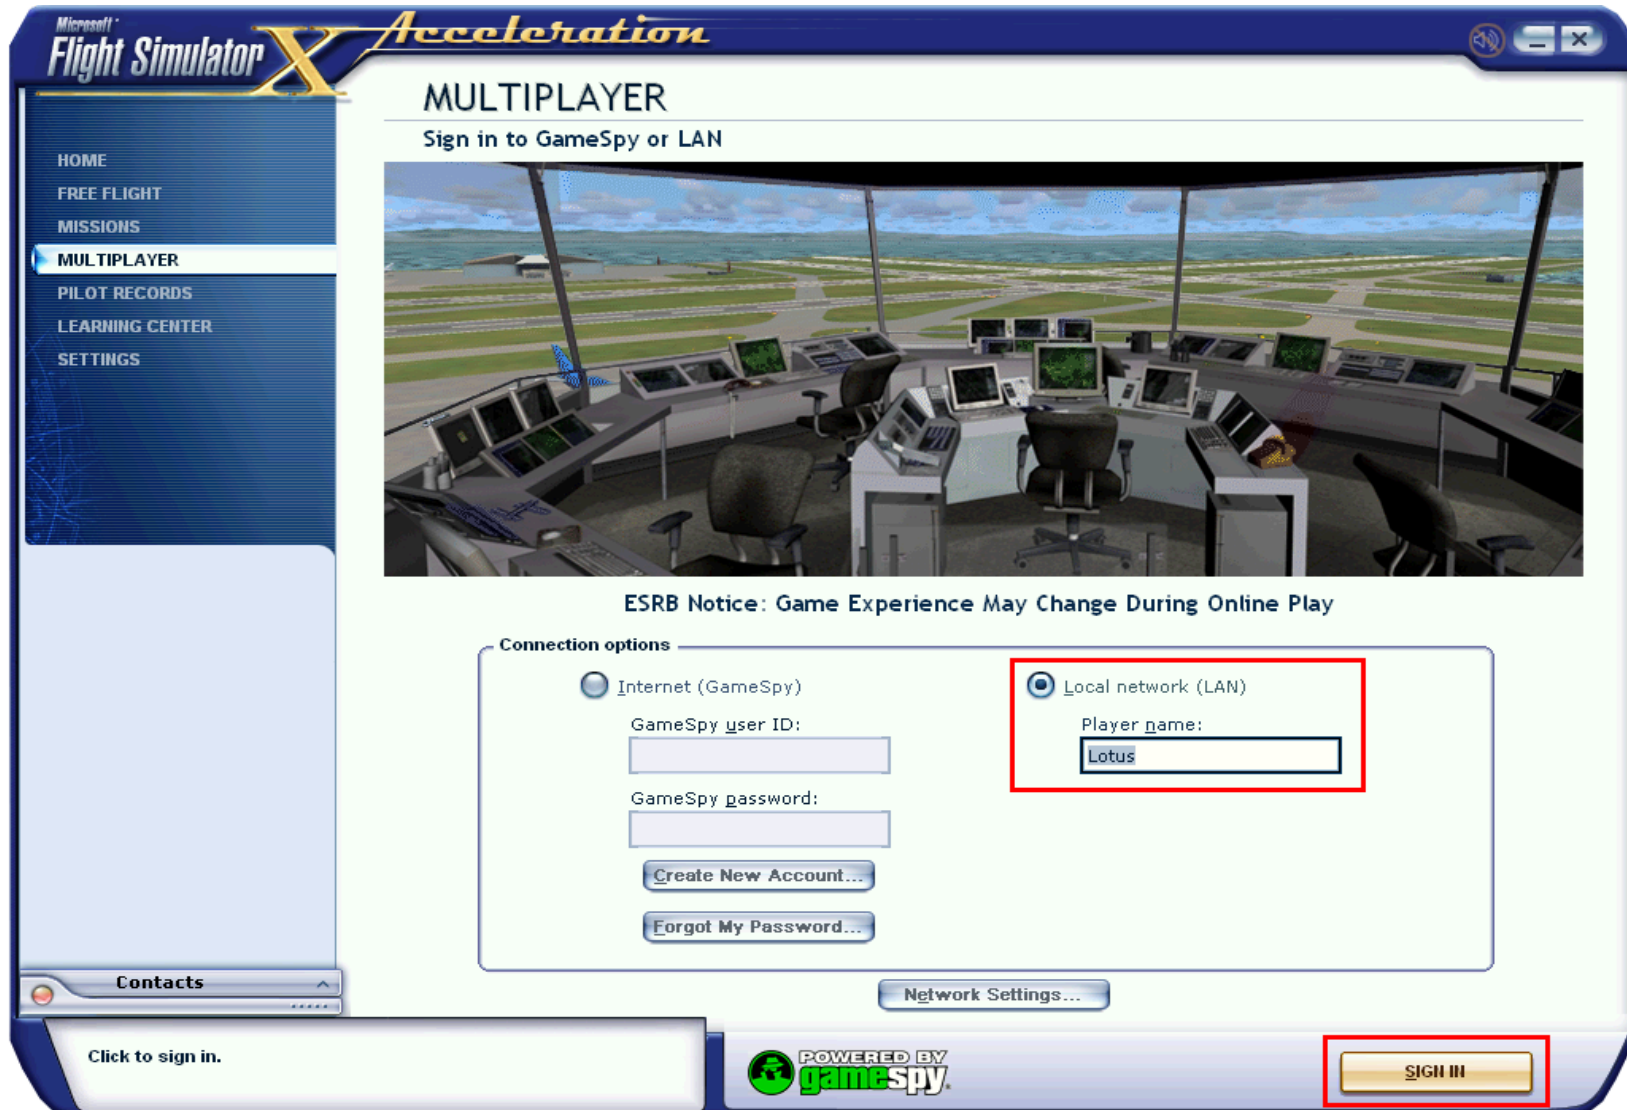 Microsoft
Flight Simulator X Acceleration
MULTIPLAYER
Sign in to GameSpy or LAN
HOME
FREE FLIGHT
MISSIONS
MULTIPLAYER
PILOT RECORDS
LEARNING CENTER
SETTINGS
ESRB Notice: Game Experience May Change During Online Play
Connection options
Internet (GameSpy)
GameSpy user ID:
GameSpy password:
Create New Account...
Forgot My Password...
Local network (LAN)
Player name:
Lotus
Network Settings...
Contacts
Click to sign in.
POWERED BY
gamespy.
SIGN IN